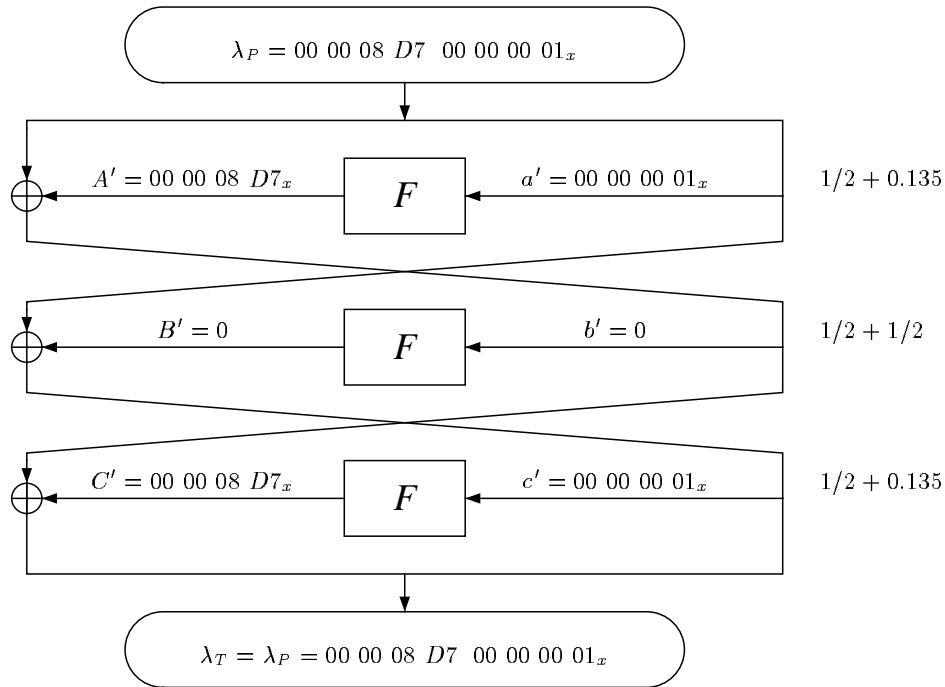 λ_P = 00 00 08 D7 00 00 00 01_x
A′ = 00 00 08 D7_x F a′ = 00 00 00 01_x 1/2 + 0.135
B′ = 0 F b′ = 0 1/2 + 1/2
C′ = 00 00 08 D7_x F c′ = 00 00 00 01_x 1/2 + 0.135
λ_T = λ_P = 00 00 08 D7 00 00 00 01_x